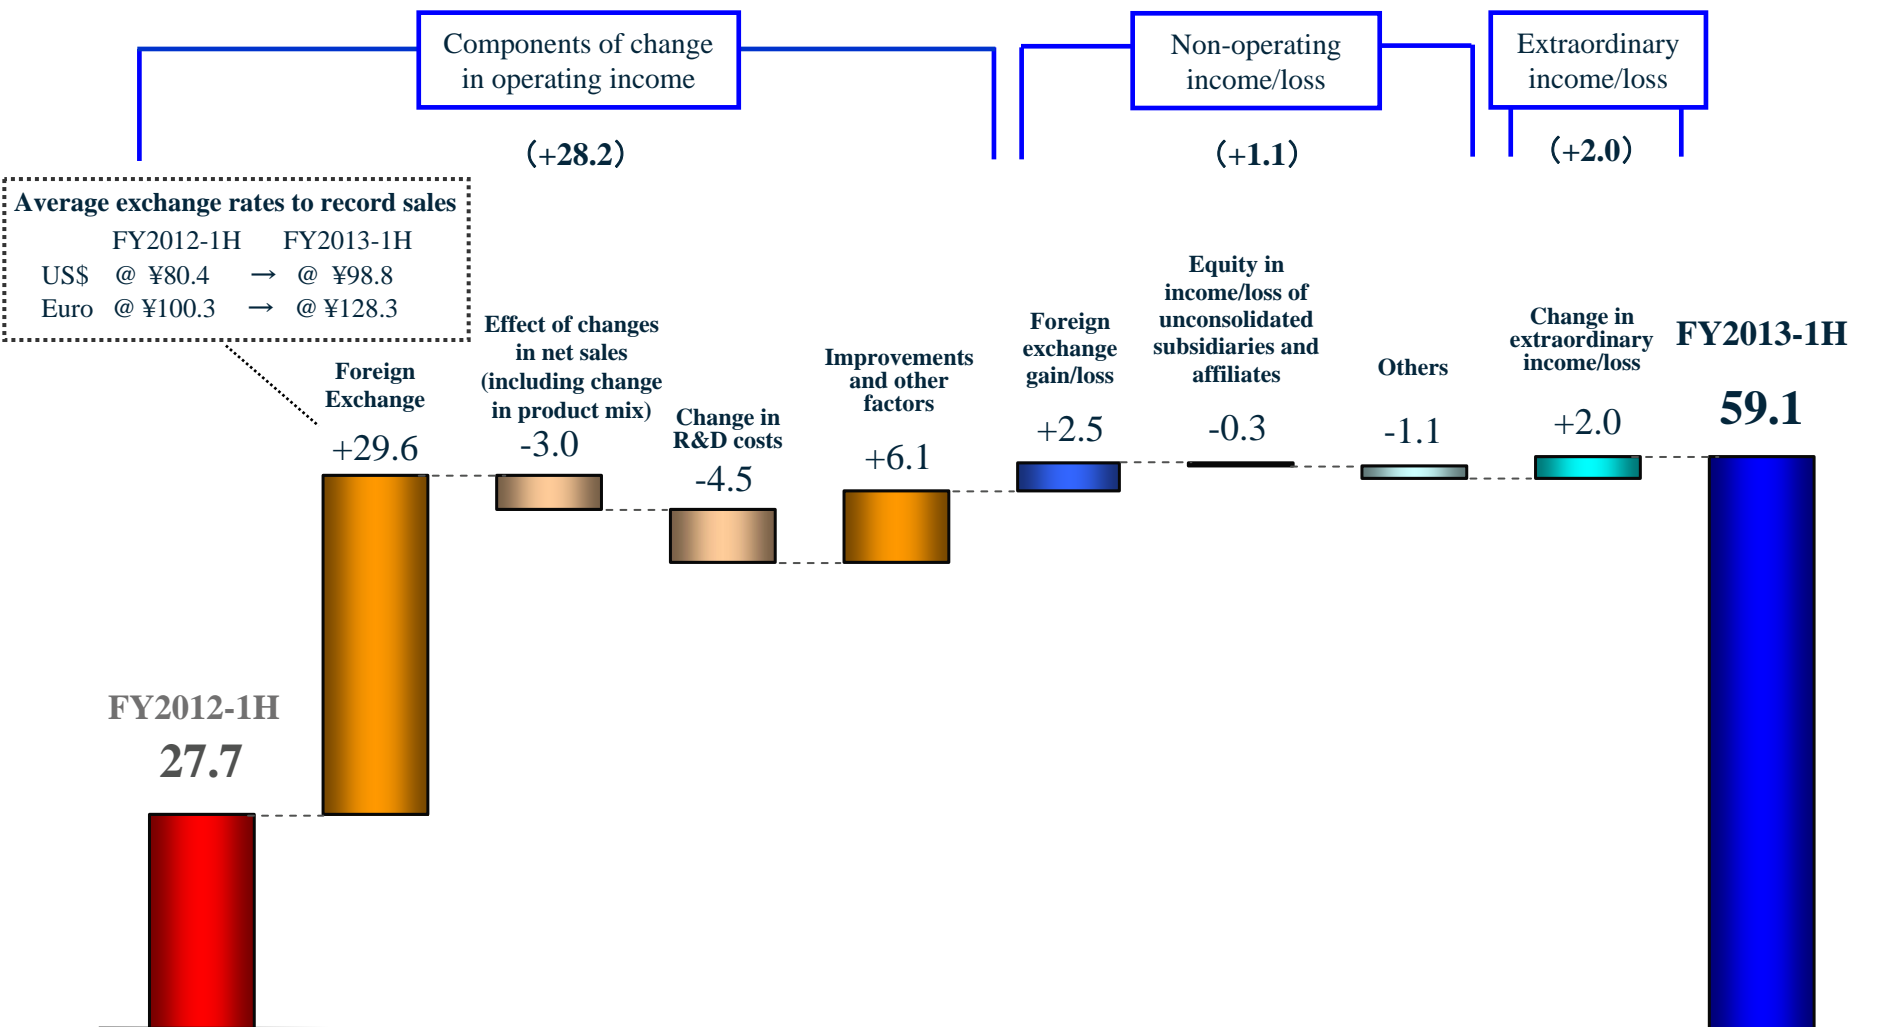 Components of change
in operating income
(+28.2)
Non-operating
income/loss
(+1.1)
Extraordinary
income/loss
(+2.0)
Average exchange rates to record sales
FY2012-1H FY2013-1H
US$ @ ¥80.4 → @ ¥98.8
Euro @ ¥100.3 → @ ¥128.3
FY2012-1H
27.7
Foreign
Exchange
+29.6
Effect of changes
in net sales
(including change
in product mix)
-3.0
Change in
R&D costs
-4.5
Improvements
and other
factors
+6.1
Foreign
exchange
gain/loss
+2.5
Equity in
income/loss of
unconsolidated
subsidiaries and
affiliates
-0.3
Others
-1.1
Change in
extraordinary
income/loss
+2.0
FY2013-1H
59.1